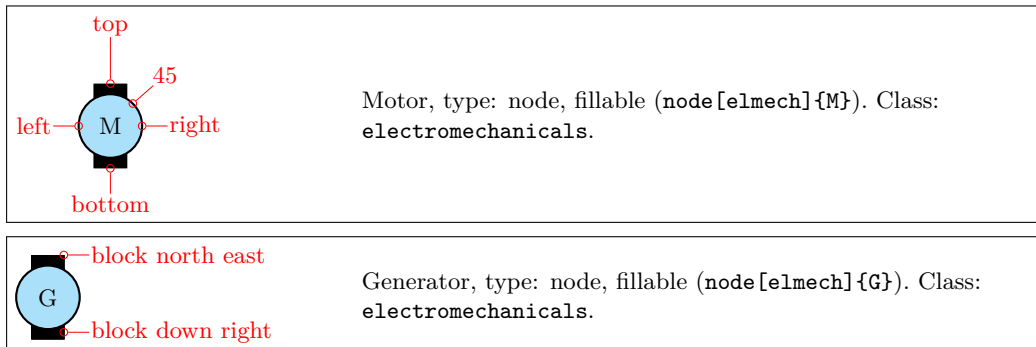 top
45
left
M
right
bottom
Motor, type: node, fillable (node[elmech]{M}). Class:
electromechanicals.
block north east
G
block down right
Generator, type: node, fillable (node[elmech]{G}). Class:
electromechanicals.